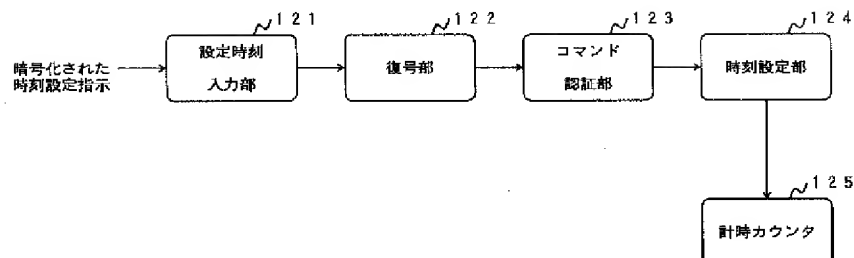 121
122
123
124
暗号化された
時刻設定指示
設定時刻
入力部
復号部
コマンド
認証部
時刻設定部
125
計時カウンタ